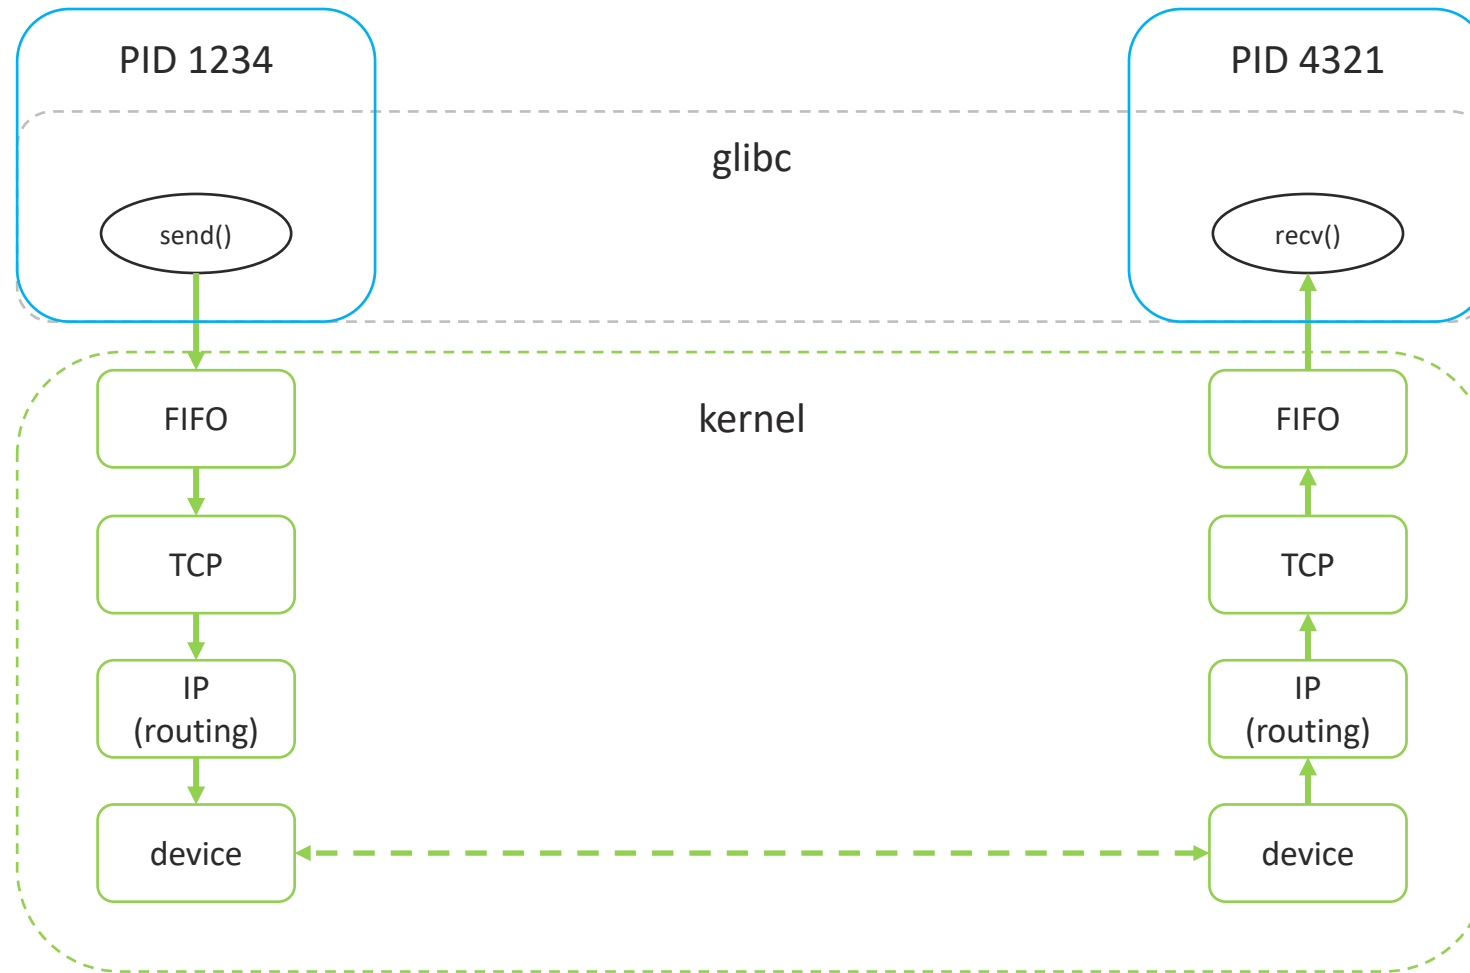 PID 1234
PID 4321
glibc
send()
recv()
FIFO
kernel
FIFO
TCP
TCP
IP
(routing)
IP
(routing)
device
device